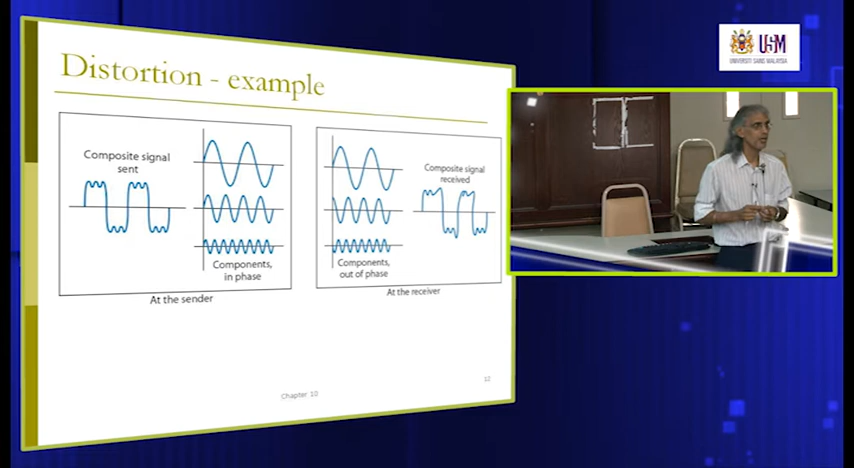 Distortion - example
Composite signal
sent
Components,
in phase
At the sender
Components,
out of phase
Composite signal
received
At the receiver
Chapter 10
12
USM
UNIVERSITI SAINS MALAYSIA